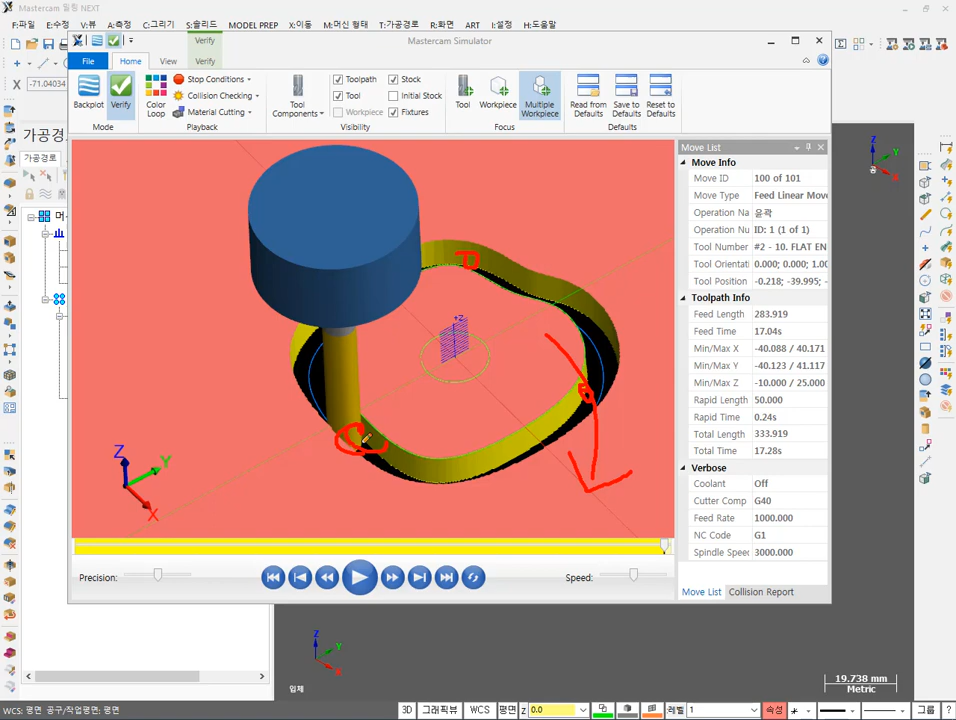 Mastercam 밀링 NEXT
F:파일 E:수정 V:뷰 A:측정 C:그리기 S:솔리드 MODEL PREP X:이동 M:머신 형태 T:가공경로 R:화면 ART I:설정 H:도움말
Verify
Mastercam Simulator
File Home View Verify
X -71.04034
Backplot
Verify
Mode
Color Loop
Stop Conditions
Collision Checking
Material Cutting
Playback
Tool Components
Toolpath
Tool
Workpiece
Stock
Initial Stock
Fixtures
Visibility
Tool
Workpiece
Multiple Workpiece
Focus
Read from Defaults
Save to Defaults
Reset to Defaults
Defaults
가공경
가공경로
머
Z
Y
X
+Z
Move List
Move Info
Move ID 100 of 101
Move Type Feed Linear Move
Operation Na 윤곽
Operation Nu ID: 1 (1 of 1)
Tool Number #2 - 10. FLAT EN
Tool Orientati 0.000; 0.000; 1.00
Tool Position -0.218; -39.995; -
Toolpath Info
Feed Length 283.919
Feed Time 17.04s
Min/Max X -40.088 / 40.171
Min/Max Y -40.123 / 41.117
Min/Max Z -10.000 / 25.000
Rapid Length 50.000
Rapid Time 0.24s
Total Length 333.919
Total Time 17.28s
Verbose
Coolant Off
Cutter Comp G40
Feed Rate 1000.000
NC Code G1
Spindle Speed 3000.000
Move List Collision Report
Precision:
Speed:
Z
Y
X
입체
19.738 mm
Metric
WCS: 평면 공구/작업평면: 평면
3D 그래픽뷰 WCS 평면 Z 0.0 레벨 1 속성 그룹 ?